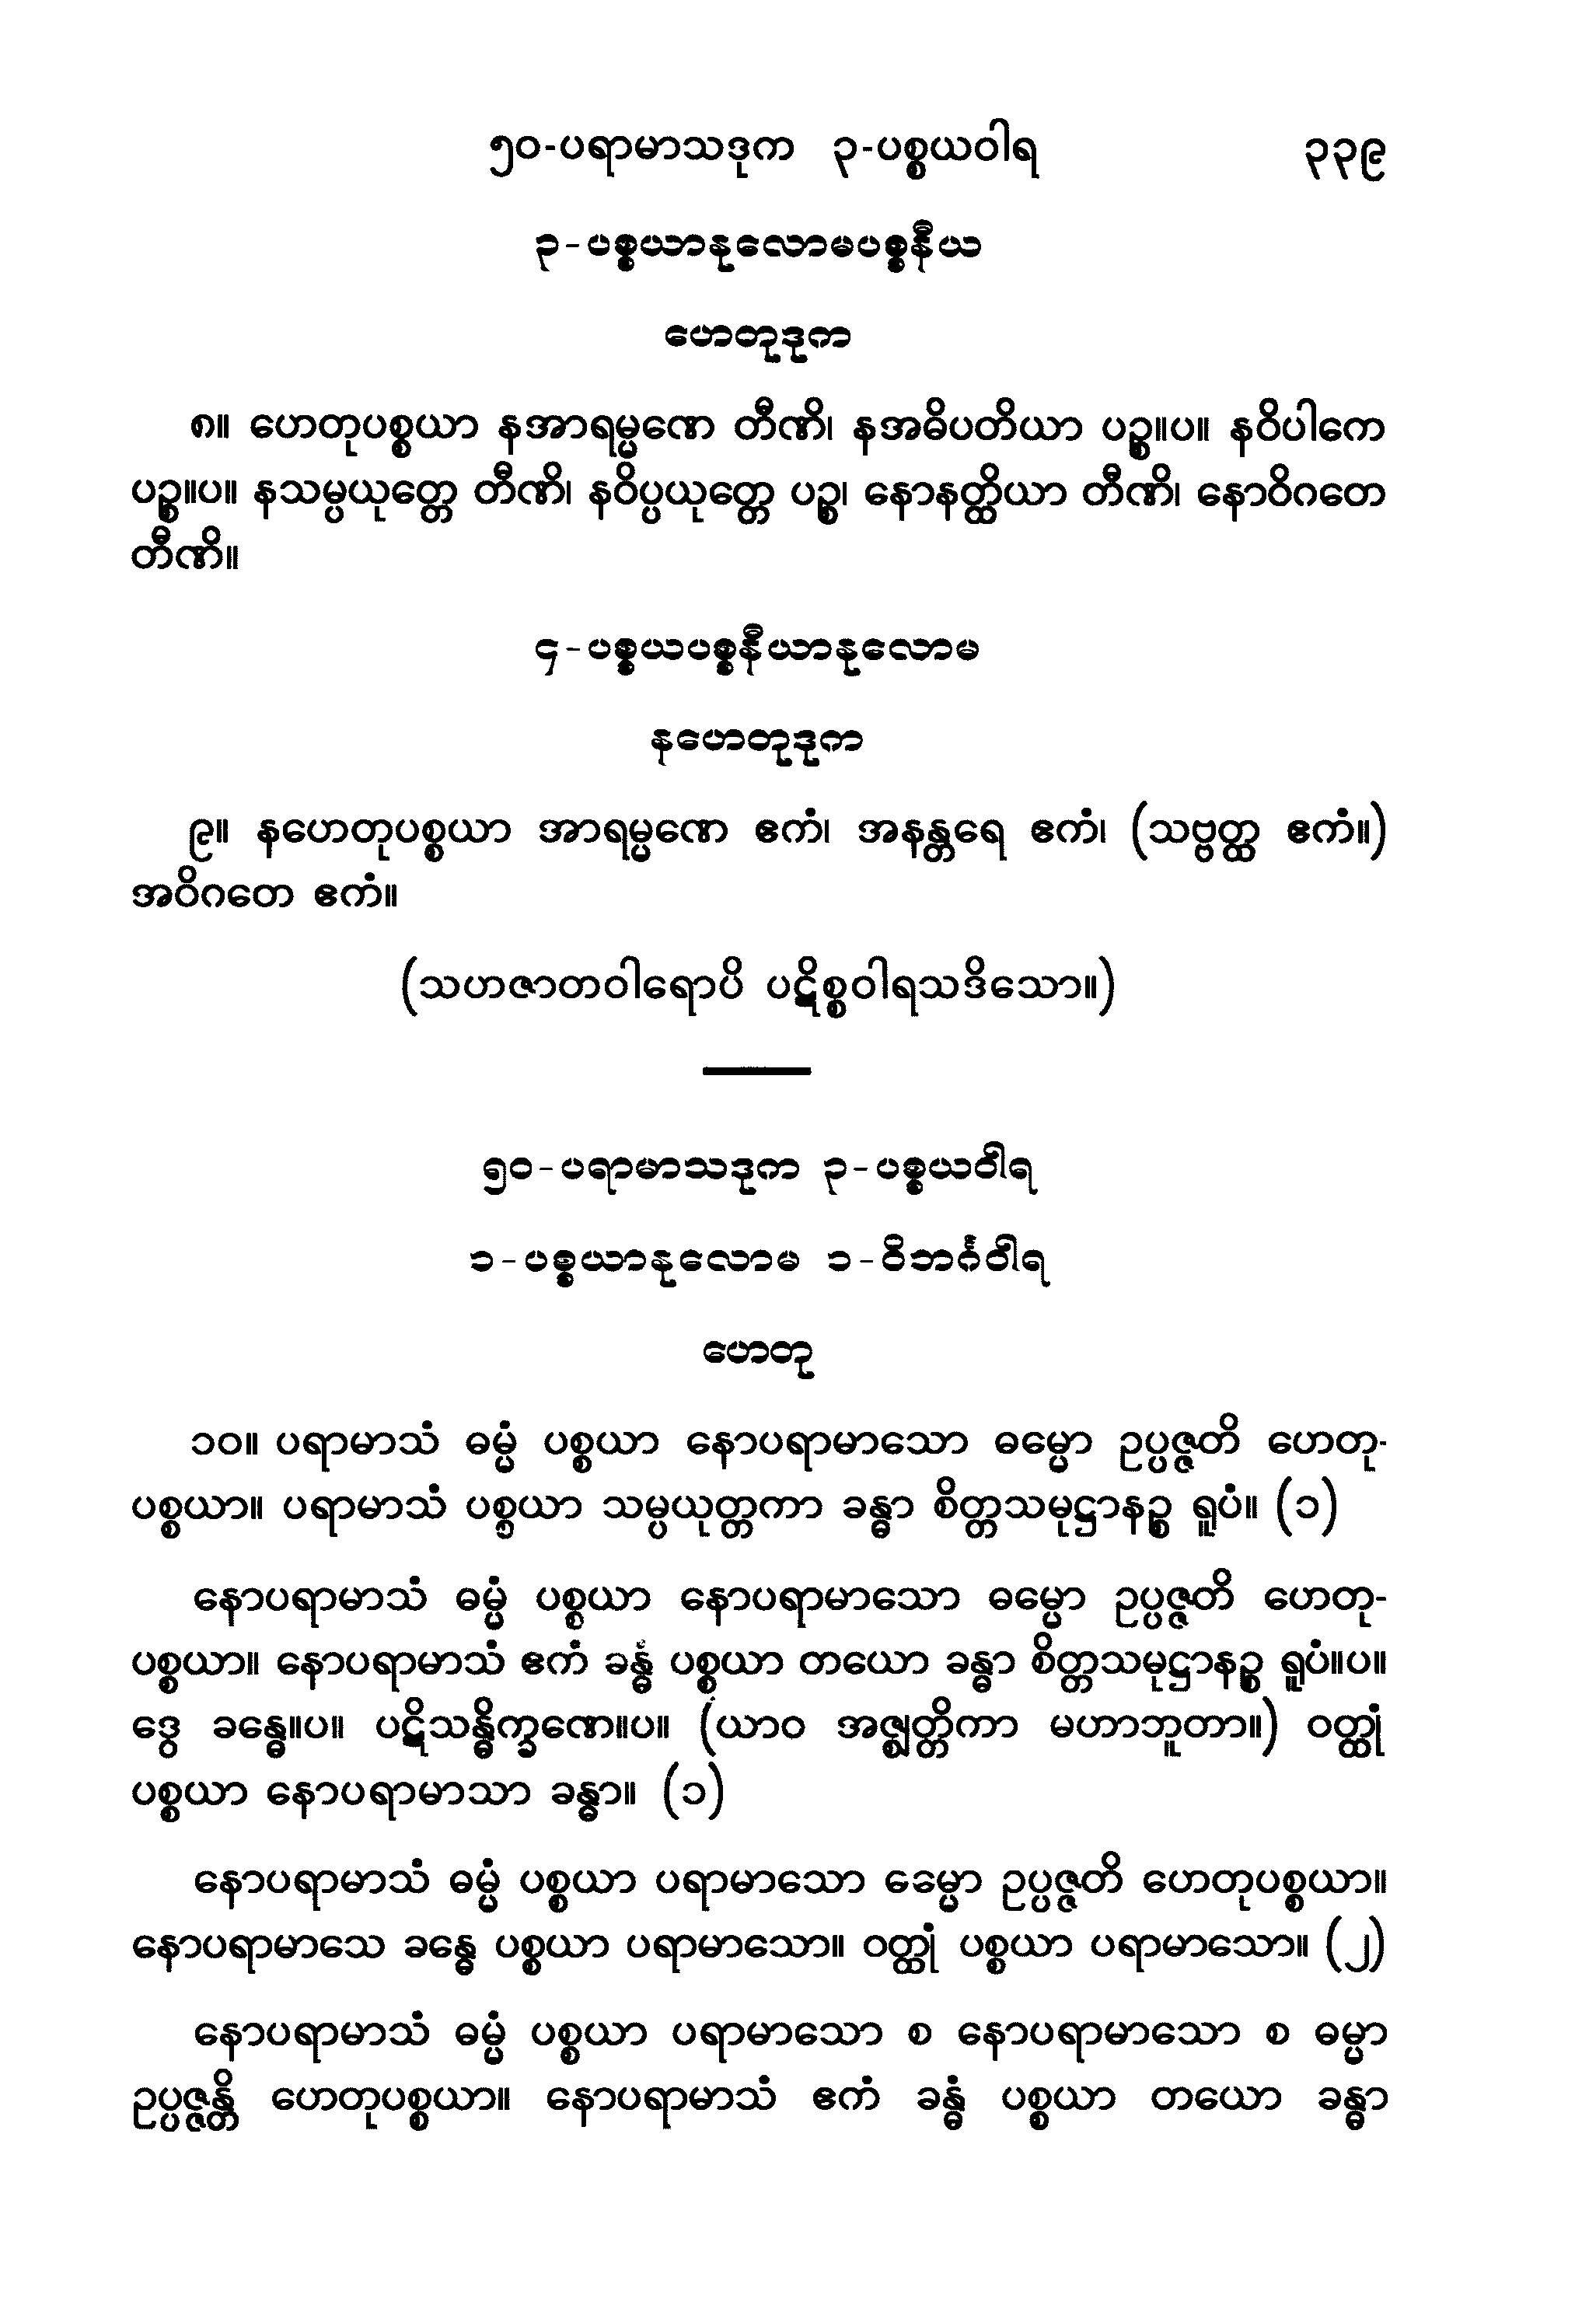 ၅၀-ပရာမာသဒုက ၃-ပစ္စယဝါရ ၃၃၉
၃-ပစ္စယာနုလောမပစ္စနီယ
ဟေတုဒုက
၈။ ဟေတုပစ္စယာ နအာရမ္မဏေ တီဏိ၊ နအဓိပတိယာ ပဉ္စ။ပ။ နဝိပါကေ
ပဉ္စ။ပ။ နသမ္ပယုတ္တေ တီဏိ၊ နဝိပ္ပယုတ္တေ ပဉ္စ၊ နောနတ္ထိယာ တီဏိ၊ နောဝိဂတေ
တီဏိ။
၄-ပစ္စယပစ္စနီယာနုလောမ
နဟေတုဒုက
၉။ နဟေတုပစ္စယာ အာရမ္မဏေ ဧကံ၊ အနန္တရေ ဧကံ၊ (သဗ္ဗတ္ထ ဧကံ။)
အဝိဂတေ ဧကံ။
(သဟဇာတဝါရောပိ ပဋိစ္စဝါရသဒိသော။)
၅၀-ပရာမာသဒုက ၃-ပစ္စယဝါရ
၁-ပစ္စယာနုလောမ ၁-ဝိဘင်္ဂဝါရ
ဟေတု
၁၀။ ပရာမာသံ ဓမ္မံ ပစ္စယာ နောပရာမာသော ဓမ္မော ဥပ္ပဇ္ဇတိ ဟေတု-
ပစ္စယာ။ ပရာမာသံ ပစ္စယာ သမ္ပယုတ္တကာ ခန္ဓာ စိတ္တသမုဋ္ဌာနဉ္စ ရူပံ။ (၁)
နောပရာမာသံ ဓမ္မံ ပစ္စယာ နောပရာမာသော ဓမ္မော ဥပ္ပဇ္ဇတိ ဟေတု-
ပစ္စယာ။ နောပရာမာသံ ဧကံ ခန္ဓံ ပစ္စယာ တယော ခန္ဓာ စိတ္တသမုဋ္ဌာနဉ္စ ရူပံ။ပ။
ဒွေ ခန္ဓေ။ပ။ ပဋိသန္ဓိက္ခဏေ။ပ။ (ယာဝ အဇ္ဈတ္တိကာ မဟာဘူတာ။) ဝတ္ထုံ
ပစ္စယာ နောပရာမာသာ ခန္ဓာ။ (၁)
နောပရာမာသံ ဓမ္မံ ပစ္စယာ ပရာမာသော ဓမ္မော ဥပ္ပဇ္ဇတိ ဟေတုပစ္စယာ။
နောပရာမာသေ ခန္ဓေ ပစ္စယာ ပရာမာသော။ ဝတ္ထုံ ပစ္စယာ ပရာမာသော။ (၂)
နောပရာမာသံ ဓမ္မံ ပစ္စယာ ပရာမာသော စ နောပရာမာသော စ ဓမ္မာ
ဥပ္ပဇ္ဇန္တိ ဟေတုပစ္စယာ။ နောပရာမာသံ ဧကံ ခန္ဓံ ပစ္စယာ တယော ခန္ဓာ